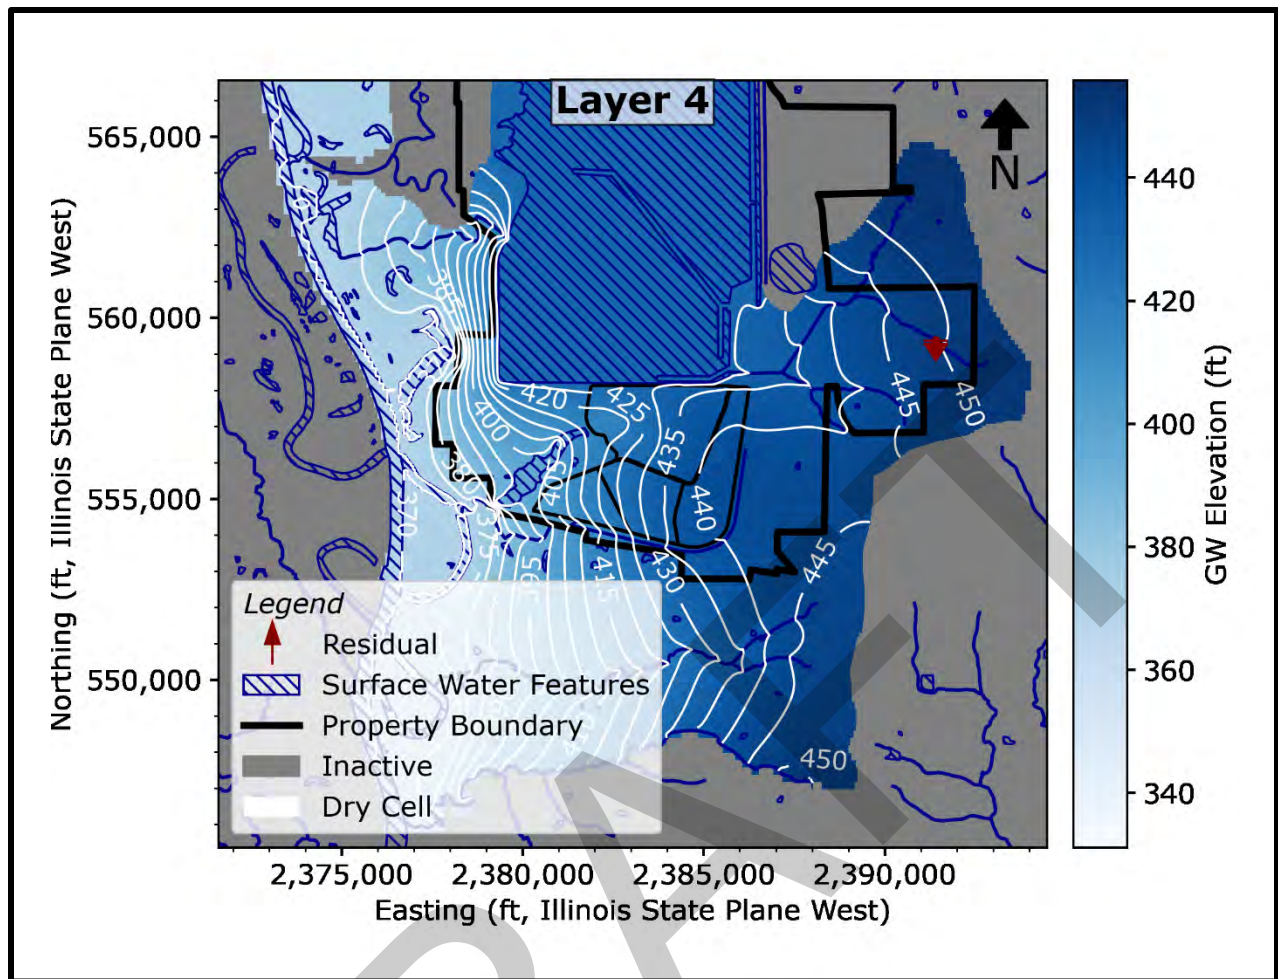 Layer 4
N
565,000
560,000
555,000
550,000
Northing (ft, Illinois State Plane West)
2,375,000
2,380,000
2,385,000
2,390,000
Easting (ft, Illinois State Plane West)
440
420
400
380
360
340
GW Elevation (ft)
385
400
420
425
435
440
445
450
380
405
370
375
395
415
430
445
450
Legend
Residual
Surface Water Features
Property Boundary
Inactive
Dry Cell
DRAFT